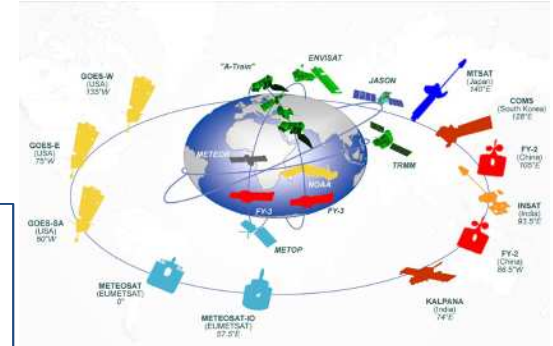 GOES-W
(USA)
135°W
"A-Train"
ENVISAT
JASON
MTSAT
(Japan)
140°E
COMS
(South Korea)
128°E
GOES-E
(USA)
75°W
METEOR
TRMM
FY-2
(China)
105°E
NOAA
INSAT
(India)
93.5°E
FY-3
FY-3
GOES-SA
(USA)
60°W
METOP
FY-2
(China)
86.5°W
METEOSAT
(EUMETSAT)
0°
METEOSAT-IO
(EUMETSAT)
57.5°E
KALPANA
(India)
74°E